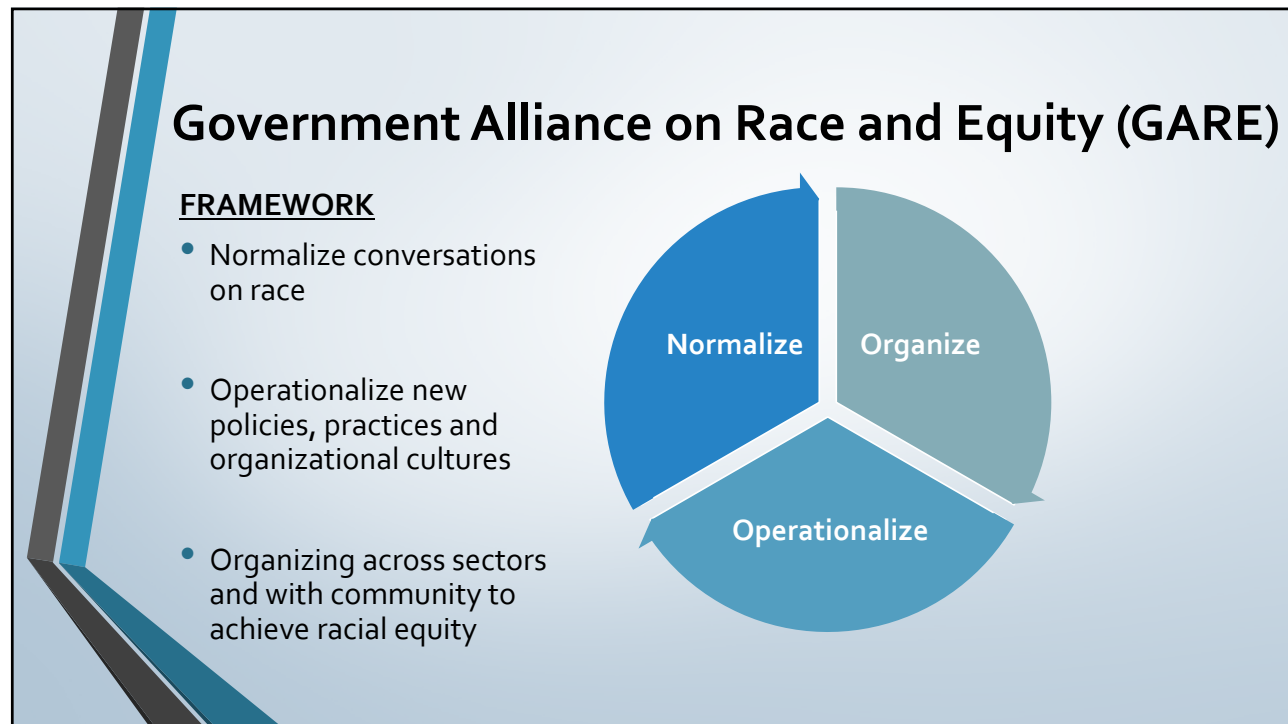 Government Alliance on Race and Equity (GARE)
FRAMEWORK
• Normalize conversations
on race
• Operationalize new
policies, practices and
organizational cultures
• Organizing across sectors
and with community to
achieve racial equity
Normalize
Organize
Operationalize